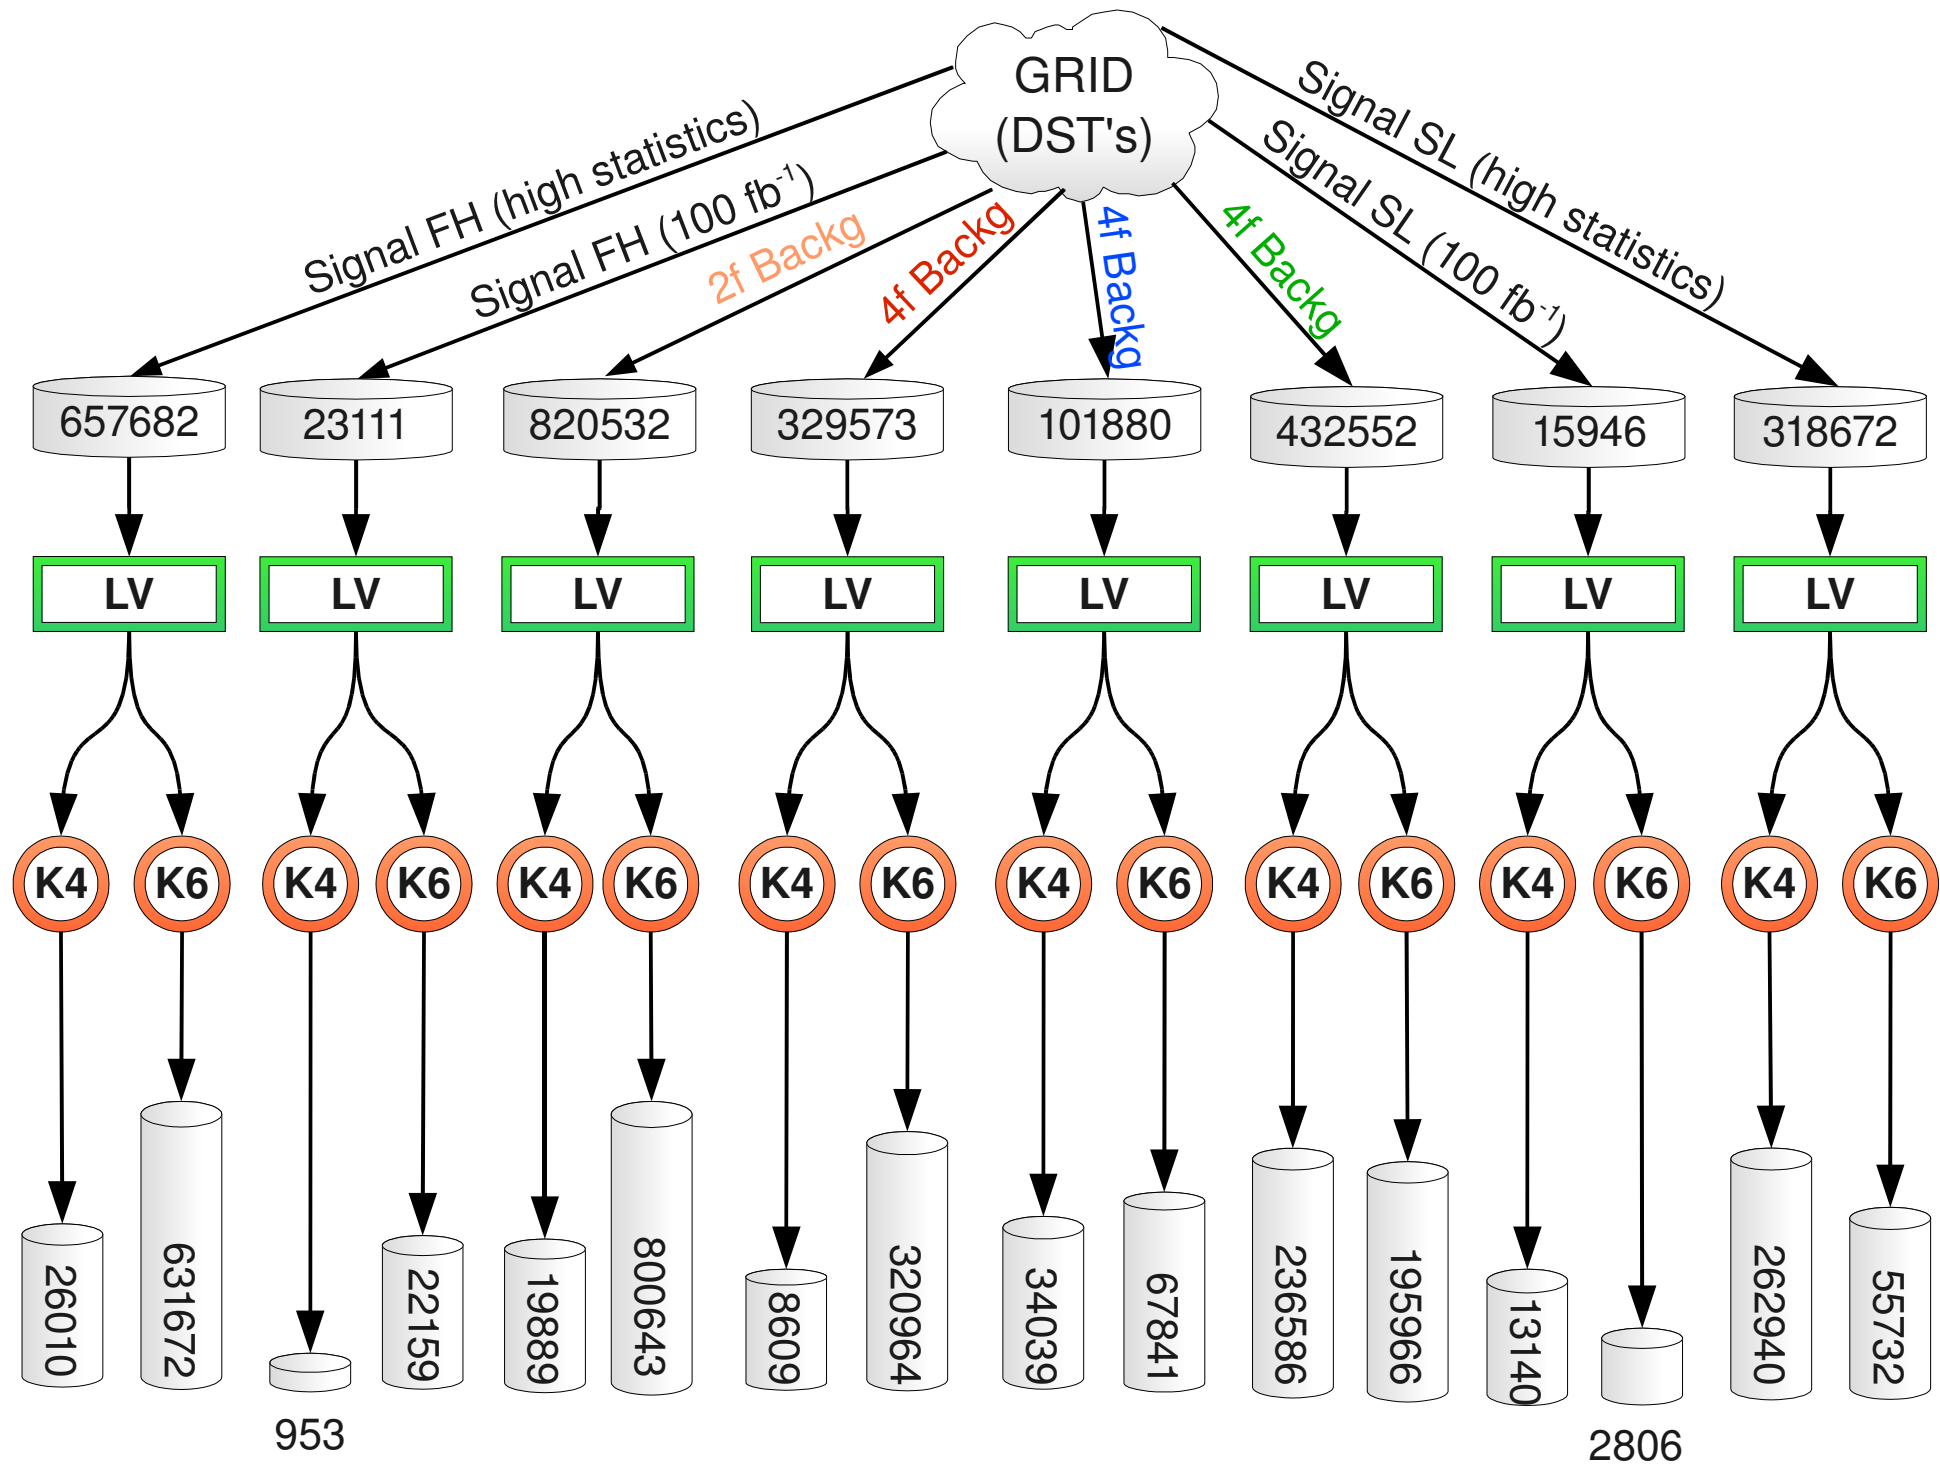 GRID
(DST's)
Signal FH (high statistics)
Signal FH (100 fb⁻¹)
2f Backg
4f Backg
4f Backg
4f Backg
Signal SL (100 fb⁻¹)
Signal SL (high statistics)
657682
23111
820532
329573
101880
432552
15946
318672
LV
LV
LV
LV
LV
LV
LV
LV
K4
K6
K4
K6
K4
K6
K4
K6
K4
K6
K4
K6
K4
K6
K4
K6
26010
631672
953
22159
19889
800643
8609
320964
34039
67841
236586
195966
13140
2806
262940
55732